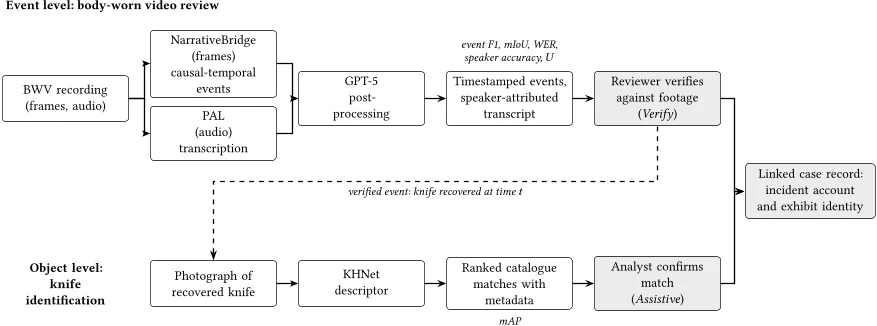 Event level: body-worn video review
BWV recording
(frames, audio)
NarrativeBridge
(frames)
causal-temporal
events
PAL
(audio)
transcription
GPT-5
post-
processing
event F1, mIoU, WER,
speaker accuracy, U
Timestamped events,
speaker-attributed
transcript
Reviewer verifies
against footage
(Verify)
Linked case record:
incident account
and exhibit identity
verified event: knife recovered at time t
Object level:
knife
identification
Photograph of
recovered knife
KHNet
descriptor
Ranked catalogue
matches with
metadata
mAP
Analyst confirms
match
(Assistive)